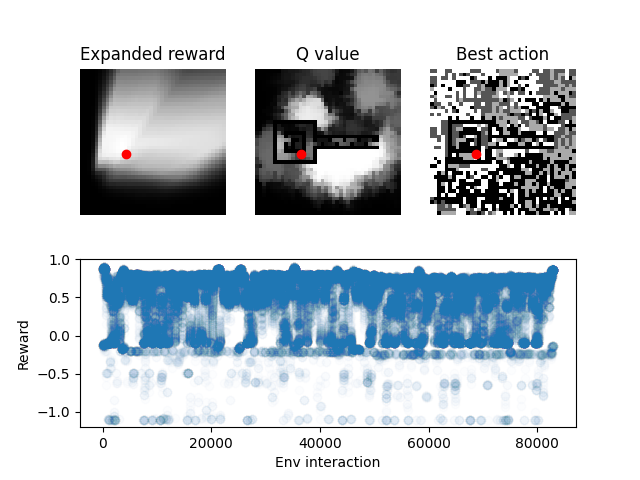 Expanded reward
Q value
Best action
1.0
0.5
0.0
−0.5
−1.0
Reward
0
20000
40000
60000
80000
Env interaction